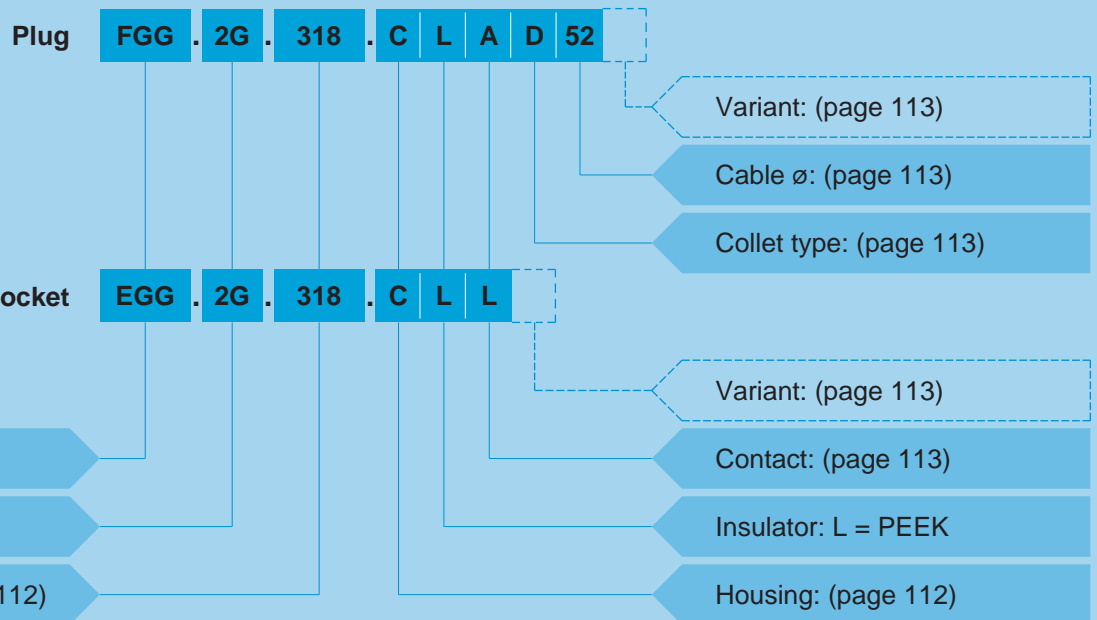 Plug FGG . 2G . 318 . C L A D 52
Variant: (page 113)
Cable ø: (page 113)
Collet type: (page 113)
ocket EGG . 2G . 318 . C L L
Variant: (page 113)
Contact: (page 113)
Insulator: L = PEEK
112) Housing: (page 112)